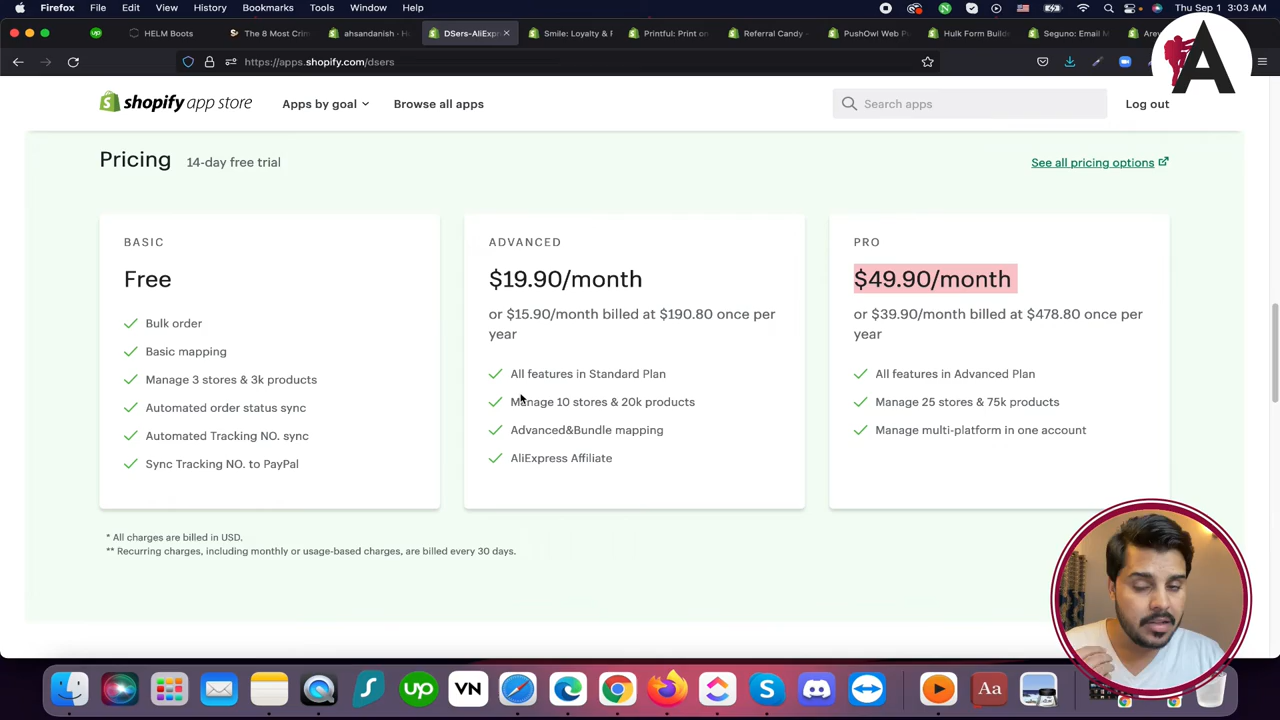 Firefox File Edit View History Bookmarks Tools Window Help
Thu Sep 1 3:03 AM
HELM Boots
The 8 Most Crim
ahsandanish - H
DSers-AliExpr
Smile: Loyalty & R
Printful: Print on
Referral Candy -
PushOwl Web P
Hulk Form Builde
Seguno: Email M
Are
https://apps.shopify.com/dsers
A
shopify app store
Apps by goal
Browse all apps
Search apps
Log out
Pricing 14-day free trial
See all pricing options
BASIC
Free
Bulk order
Basic mapping
Manage 3 stores & 3k products
Automated order status sync
Automated Tracking NO. sync
Sync Tracking NO. to PayPal
ADVANCED
$19.90/month
or $15.90/month billed at $190.80 once per
year
All features in Standard Plan
Manage 10 stores & 20k products
Advanced&Bundle mapping
AliExpress Affiliate
PRO
$49.90/month
or $39.90/month billed at $478.80 once per
year
All features in Advanced Plan
Manage 25 stores & 75k products
Manage multi-platform in one account
* All charges are billed in USD.
** Recurring charges, including monthly or usage-based charges, are billed every 30 days.
up
VN
Aa